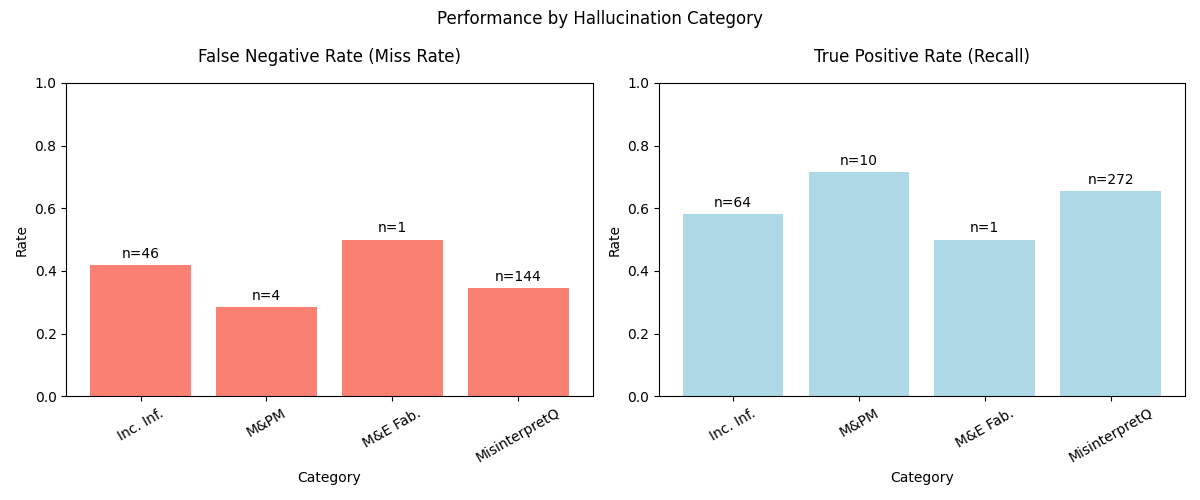 Performance by Hallucination Category
False Negative Rate (Miss Rate)
1.0
0.8
0.6
0.4
0.2
0.0
Rate
n=46
n=4
n=1
n=144
Inc. Inf.
M&PM
M&E Fab.
MisinterpretQ
Category
True Positive Rate (Recall)
1.0
0.8
0.6
0.4
0.2
0.0
Rate
n=64
n=10
n=1
n=272
Inc. Inf.
M&PM
M&E Fab.
MisinterpretQ
Category